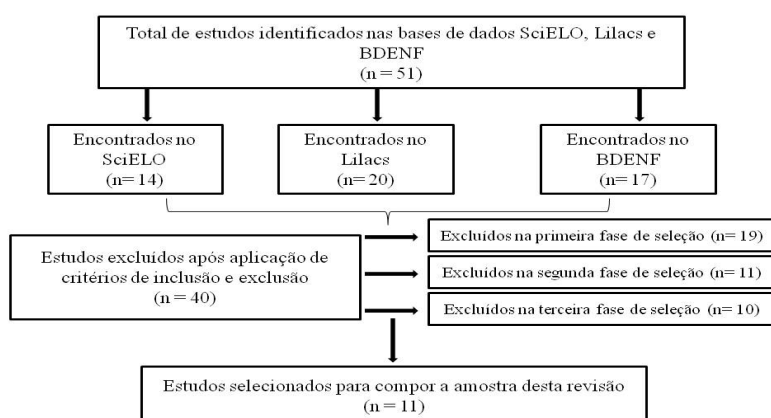 Total de estudos identificados nas bases de dados SciELO, Lilacs e
BDENF
(n = 51)
Encontrados no
SciELO
(n= 14)
Encontrados no
Lilacs
(n= 20)
Encontrados no
BDENF
(n= 17)
Estudos excluídos após aplicação de
critérios de inclusão e exclusão
(n = 40)
Excluídos na primeira fase de seleção (n= 19)
Excluídos na segunda fase de seleção (n= 11)
Excluídos na terceira fase de seleção (n= 10)
Estudos selecionados para compor a amostra desta revisão
(n = 11)